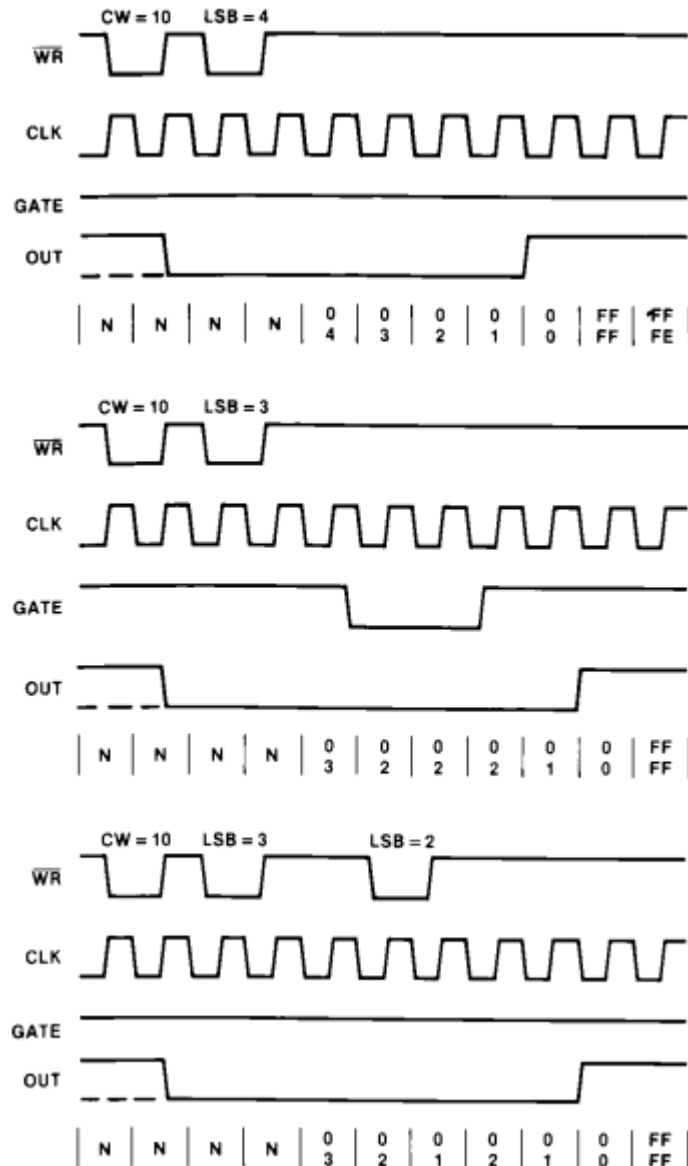 CW = 10 LSB = 4
WR
CLK
GATE
OUT
N N N N 0 0 0 0 0 FF FF
4 3 2 1 0 FF FE
CW = 10 LSB = 3
WR
CLK
GATE
OUT
N N N N 0 0 0 0 0 0 FF
3 2 2 2 1 0 FF
CW = 10 LSB = 3 LSB = 2
WR
CLK
GATE
OUT
N N N N 0 0 0 0 0 0 FF
3 2 1 2 1 0 FF